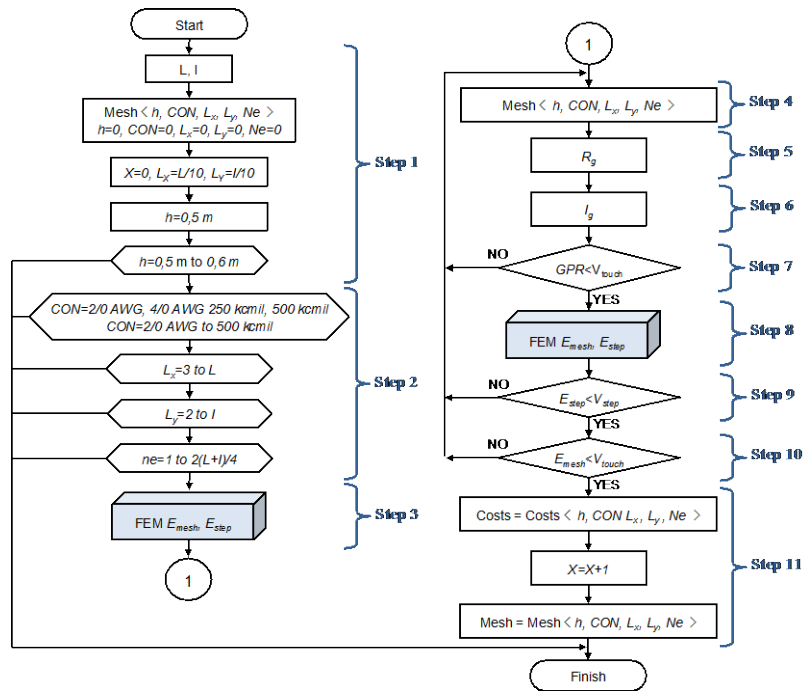 Start
L, I
Mesh < h, CON, Lx, Ly, Ne >
h=0, CON=0, Lx=0, Ly=0, Ne=0
X=0, LX=L/10, LY=I/10
h=0,5 m
h=0,5 m to 0,6 m
Step 1
CON=2/0 AWG, 4/0 AWG 250 kcmil, 500 kcmil
CON=2/0 AWG to 500 kcmil
Lx=3 to L
Ly=2 to I
ne=1 to 2(L+I)/4
Step 2
FEM Emesh, Estep
Step 3
1
1
Mesh < h, CON, Lx, Ly, Ne >
Step 4
Rg
Step 5
Ig
Step 6
NO
GPR<Vtouch
Step 7
YES
FEM Emesh, Estep
Step 8
NO
Estep<Vstep
Step 9
YES
NO
Emesh<Vtouch
Step 10
YES
Costs = Costs < h, CON Lx, Ly, Ne >
X=X+1
Step 11
Mesh = Mesh < h, CON, Lx, Ly, Ne >
Finish